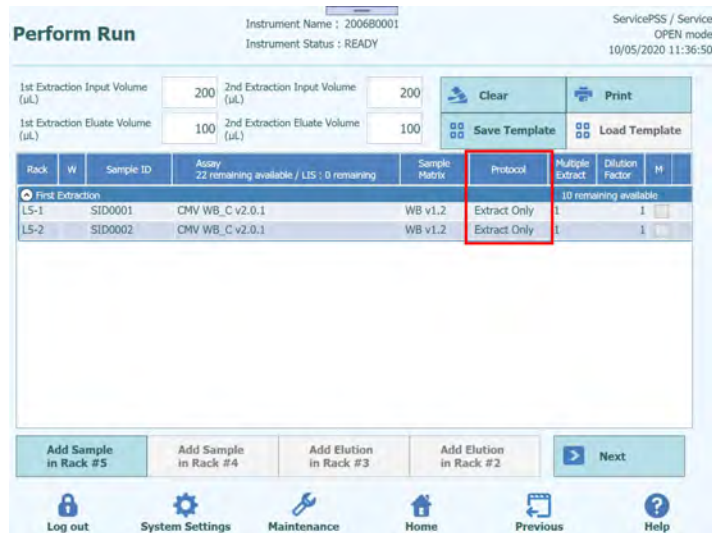 Perform Run
Instrument Name : 2006B0001
Instrument Status : READY
ServicePSS / Service
OPEN mode
10/05/2020 11:36:50
1st Extraction Input Volume (uL) 200 2nd Extraction Input Volume (uL) 200
Clear Print
1st Extraction Eluate Volume (uL) 100 2nd Extraction Eluate Volume (uL) 100
Save Template Load Template
Rack W Sample ID Assay 22 remaining available / LIS : 0 remaining Sample Matrix Protocol Multiple Extract Dilution Factor M
First Extraction 10 remaining available
L5-1 SID0001 CMV WB_C v2.0.1 WB v1.2 Extract Only 1 1
L5-2 SID0002 CMV WB_C v2.0.1 WB v1.2 Extract Only 1 1
Add Sample in Rack #5 Add Sample in Rack #4 Add Elution in Rack #3 Add Elution in Rack #2 Next
Log out System Settings Maintenance Home Previous Help